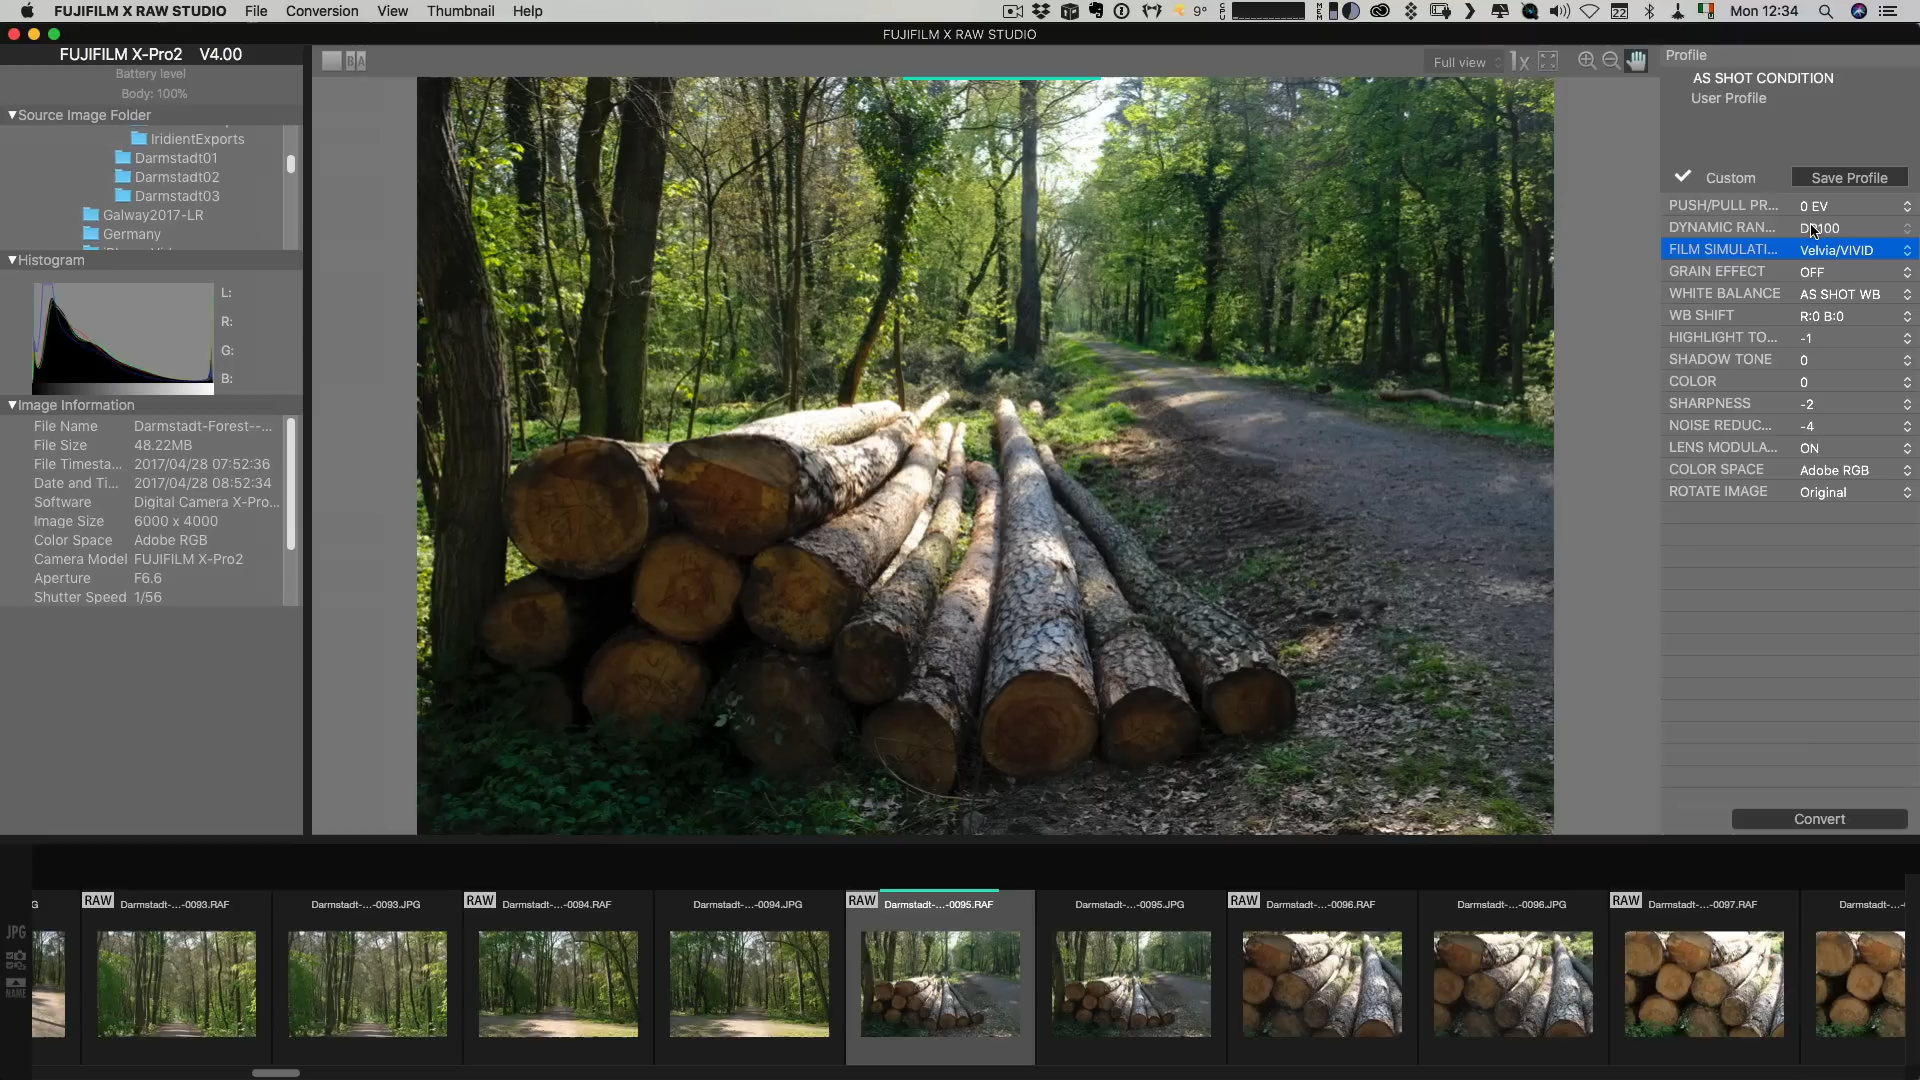 FUJIFILM X RAW STUDIO File Conversion View Thumbnail Help
9° 22 Mon 12:34
FUJIFILM X RAW STUDIO
FUJIFILM X-Pro2 V4.00
Battery level
Body: 100%
▼Source Image Folder
IridientExports
Darmstadt01
Darmstadt02
Darmstadt03
Galway2017-LR
Germany
▼Histogram
L:
R:
G:
B:
▼Image Information
File Name Darmstadt-Forest--...
File Size 48.22MB
File Timesta... 2017/04/28 07:52:36
Date and Ti... 2017/04/28 08:52:34
Software Digital Camera X-Pro...
Image Size 6000 x 4000
Color Space Adobe RGB
Camera Model FUJIFILM X-Pro2
Aperture F6.6
Shutter Speed 1/56
B A
Full view 1x
Profile
AS SHOT CONDITION
User Profile
Custom Save Profile
PUSH/PULL PR... 0 EV
DYNAMIC RAN... 100
FILM SIMULATI... Velvia/VIVID
GRAIN EFFECT OFF
WHITE BALANCE AS SHOT WB
WB SHIFT R:0 B:0
HIGHLIGHT TO... -1
SHADOW TONE 0
COLOR 0
SHARPNESS -2
NOISE REDUC... -4
LENS MODULA... ON
COLOR SPACE Adobe RGB
ROTATE IMAGE Original
Convert
JPG
NAME
G
RAW Darmstadt-...-0093.RAF
Darmstadt-...-0093.JPG
RAW Darmstadt-...-0094.RAF
Darmstadt-...-0094.JPG
RAW Darmstadt-...-0095.RAF
Darmstadt-...-0095.JPG
RAW Darmstadt-...-0096.RAF
Darmstadt-...-0096.JPG
RAW Darmstadt-...-0097.RAF
Darmstadt-...